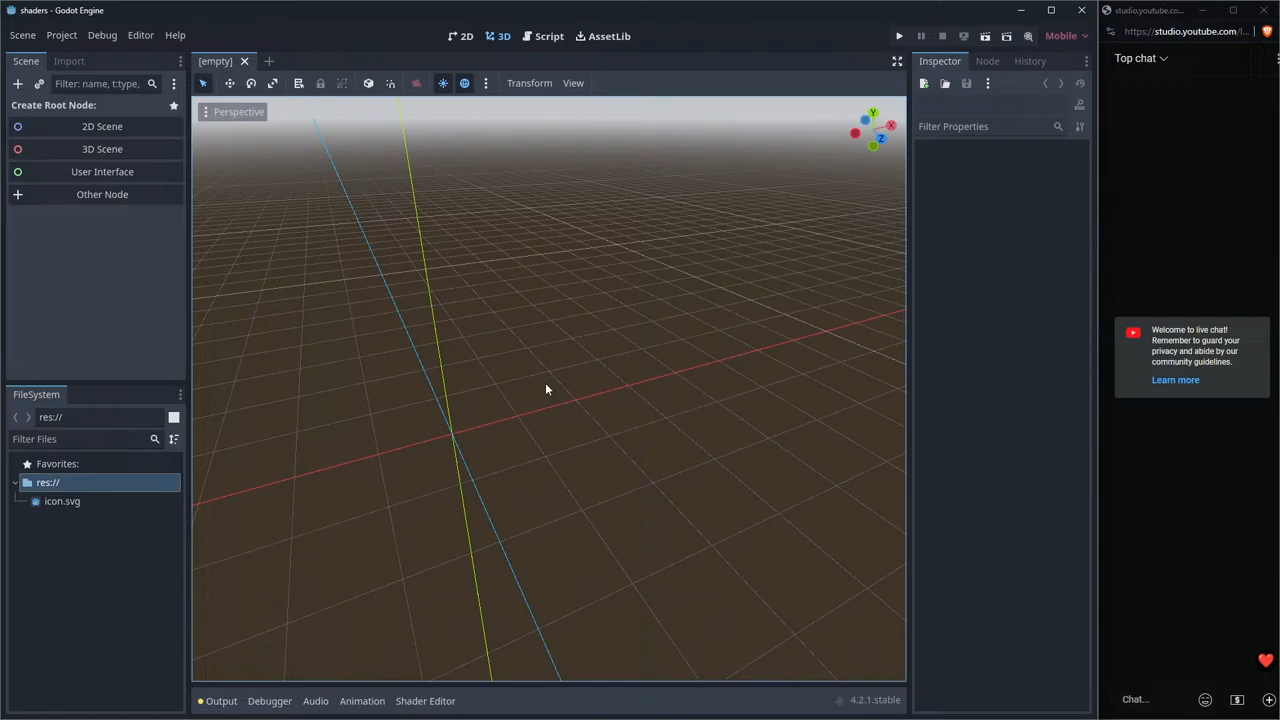 shaders - Godot Engine
Scene Project Debug Editor Help
2D 3D Script AssetLib
Mobile
Scene Import
Filter: name, t:type,
Create Root Node:
2D Scene
3D Scene
User Interface
Other Node
FileSystem
res://
Filter Files
Favorites:
res://
icon.svg
[empty]
Transform View
Perspective
Y
X
Z
Output Debugger Audio Animation Shader Editor
4.2.1.stable
Inspector Node History
Filter Properties
studio.youtube.co...
https://studio.youtube.com/l...
Top chat
Welcome to live chat!
Remember to guard your
privacy and abide by our
community guidelines.
Learn more
Chat...